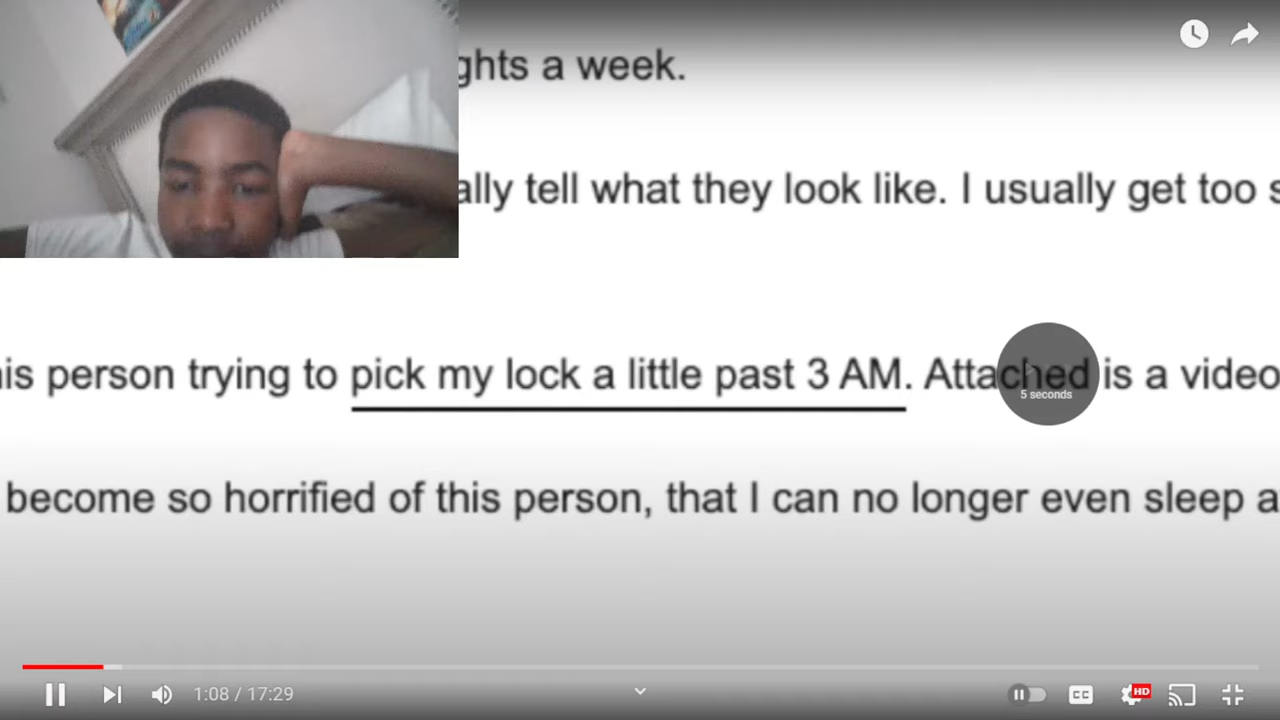 ghts a week.
ally tell what they look like. I usually get too s
is person trying to pick my lock a little past 3 AM. Attached is a video
become so horrified of this person, that I can no longer even sleep a
5 seconds
1:08 / 17:29
CC
HD